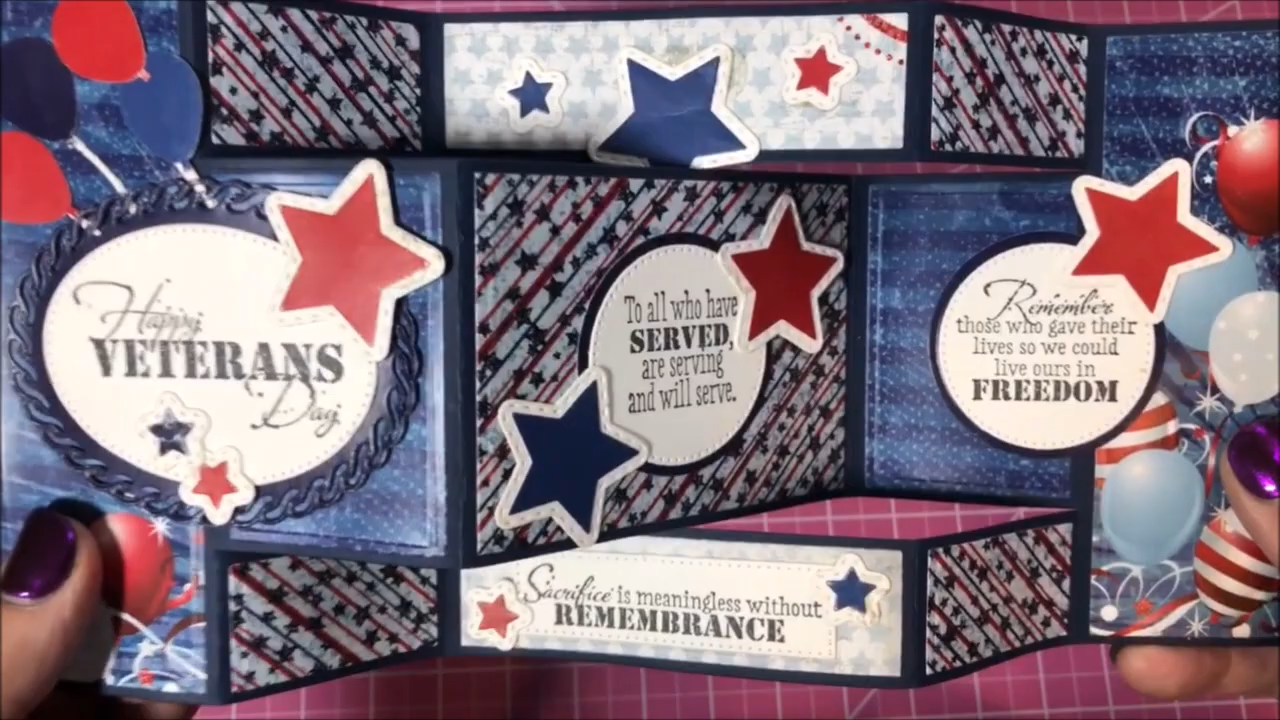 Happy
VETERANS
Day
To all who have
SERVED,
are serving
and will serve.
Remember
those who gave their
lives so we could
live ours in
FREEDOM
Sacrifice is meaningless without
REMEMBRANCE